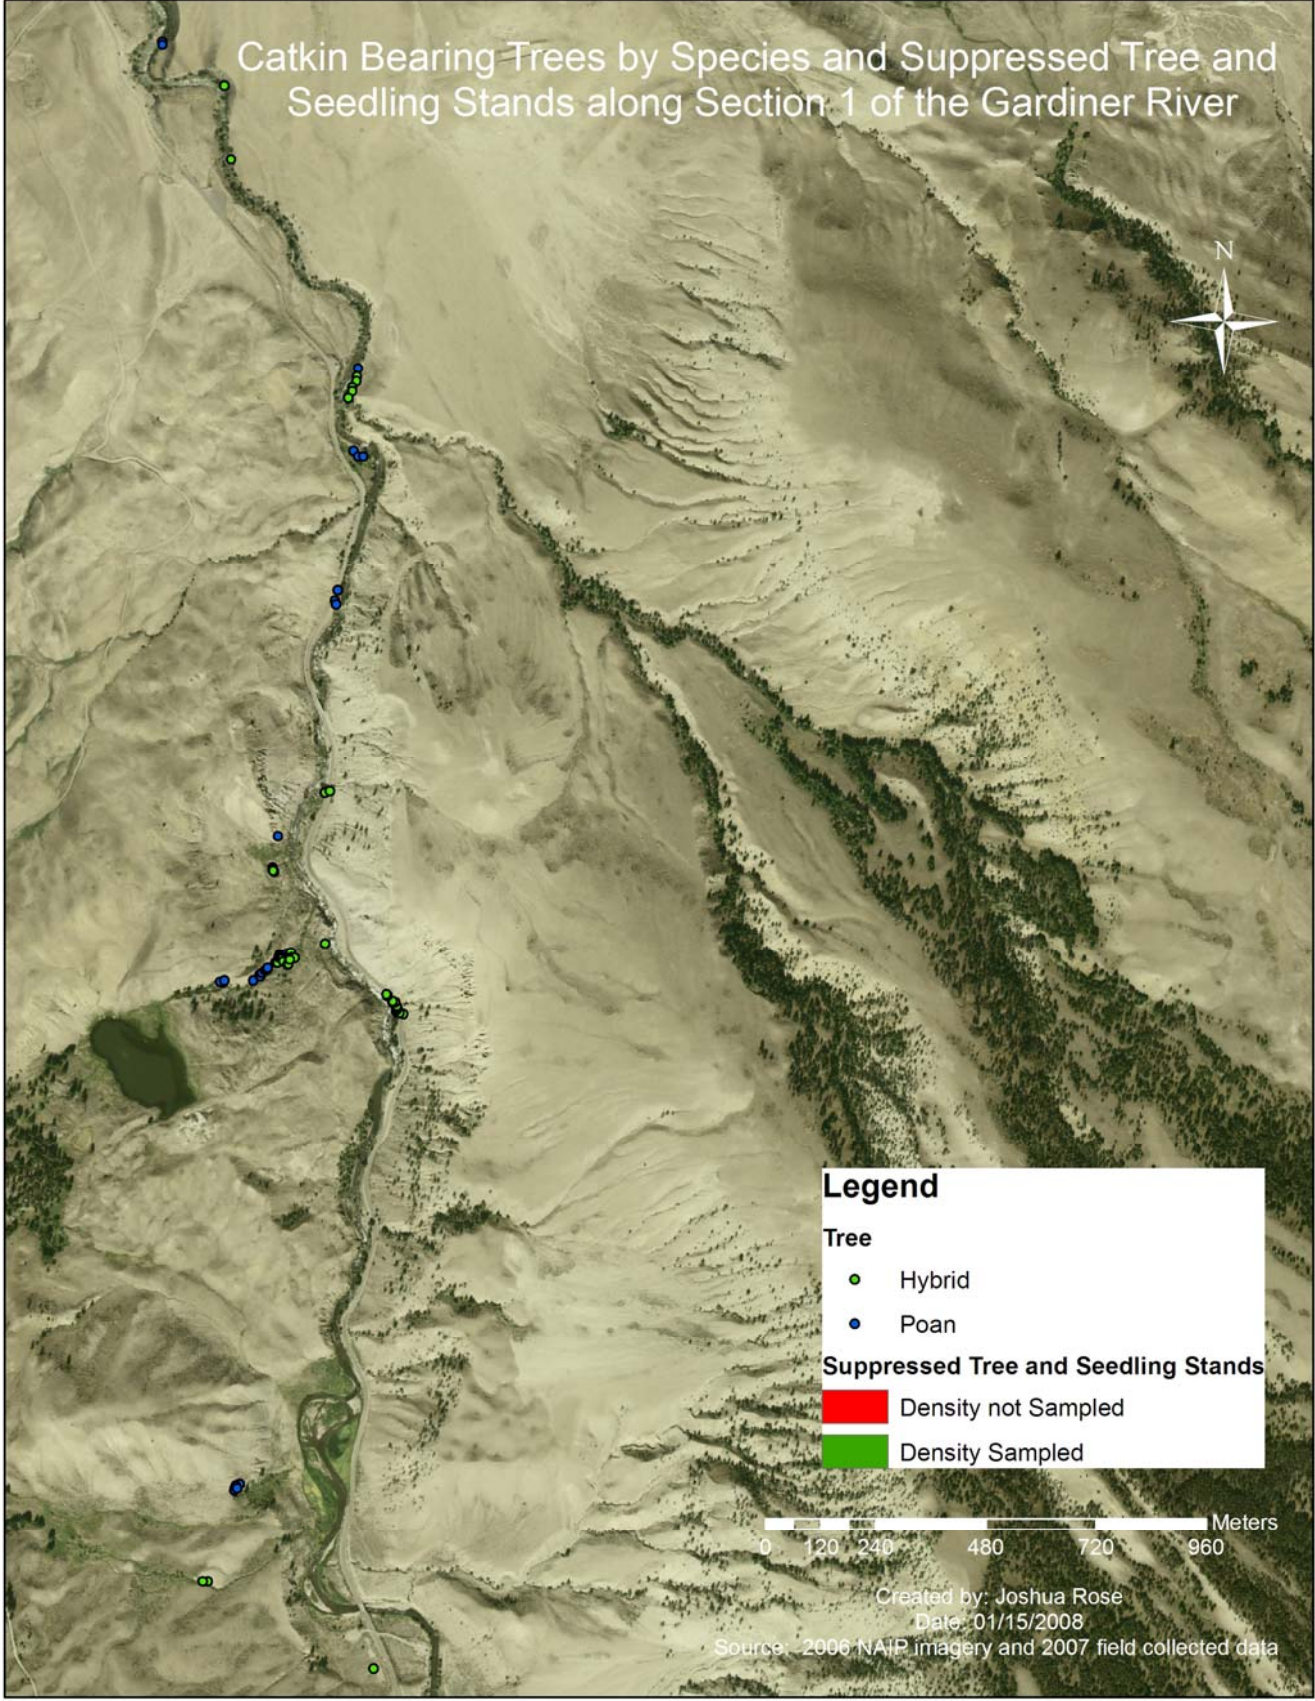 Catkin Bearing Trees by Species and Suppressed Tree and
Seedling Stands along Section 1 of the Gardiner River
N
Legend
Tree
Hybrid
Poan
Suppressed Tree and Seedling Stands
Density not Sampled
Density Sampled
Meters
0 120 240 480 720 960
Created by: Joshua Rose
Date: 01/15/2008
Source: 2006 NAIP imagery and 2007 field collected data